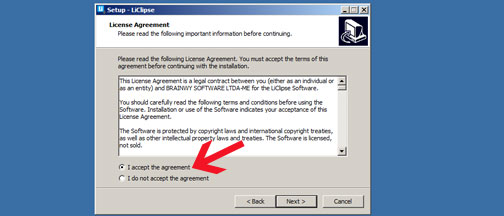 Setup - LiClipse
License Agreement
Please read the following important information before continuing.
Please read the following License Agreement. You must accept the terms of this
agreement before continuing with the installation.
This License Agreement is a legal contract between you (either as an individual or
as an entity) and BRAINWY SOFTWARE LTDA-ME for the LiClipse Software.
You should carefully read the following terms and conditions before using the
Software. Installation or use of the Software indicates your acceptance of this
License Agreement.
The Software is protected by copyright laws and international copyright treaties,
as well as other intellectual property laws and treaties. The Software is licensed,
not sold.
I accept the agreement
I do not accept the agreement
< Back Next > Cancel